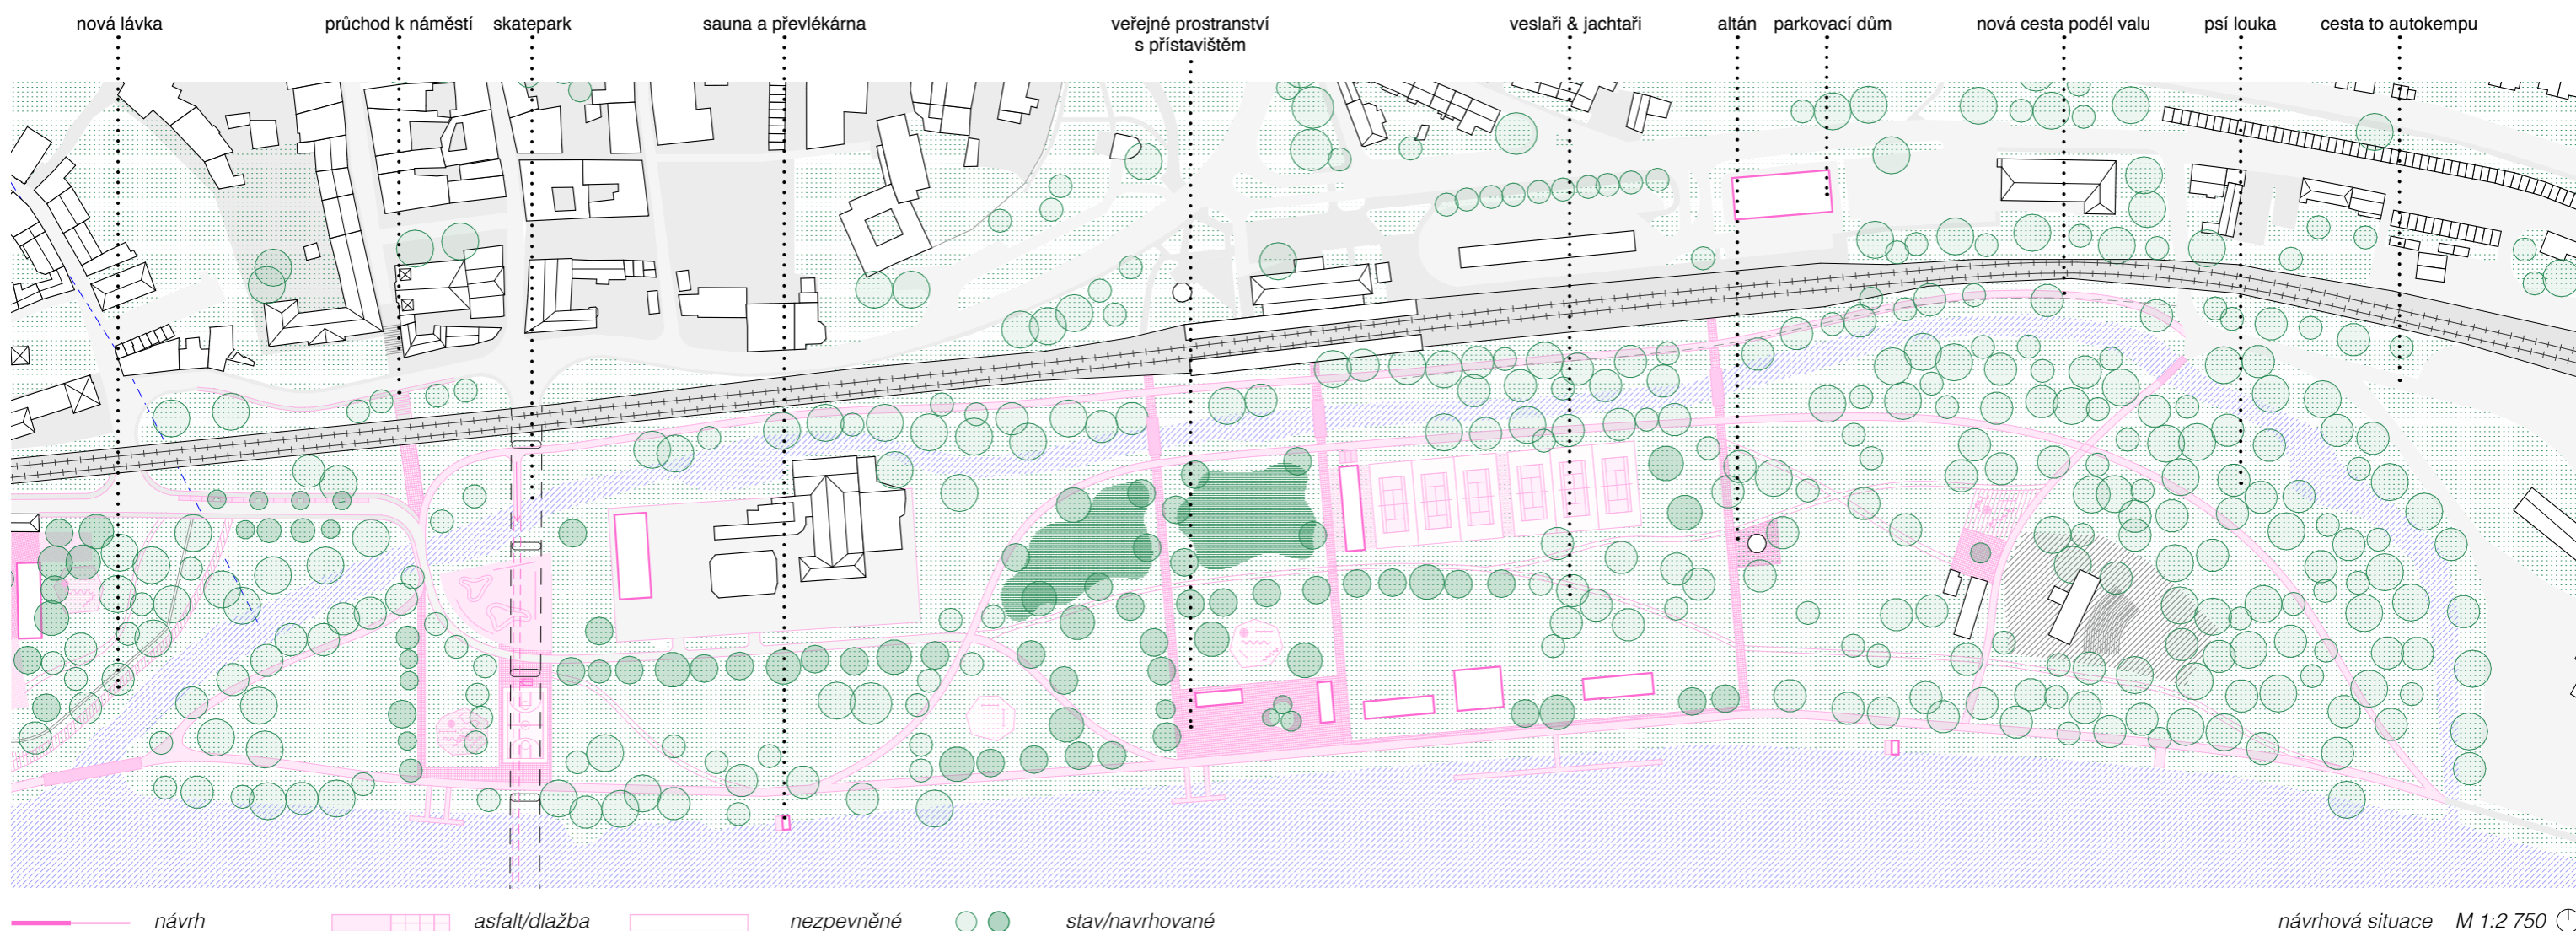 nová lávka
průchod k náměstí
skatepark
sauna a převlékárna
veřejné prostranství
s přístavištěm
veslaři & jachtaři
altán
parkovací dům
nová cesta podél valu
psí louka
cesta to autokempu
návrh
asfalt/dlažba
nezpevněné
stav/navrhované
návrhová situace M 1:2 750